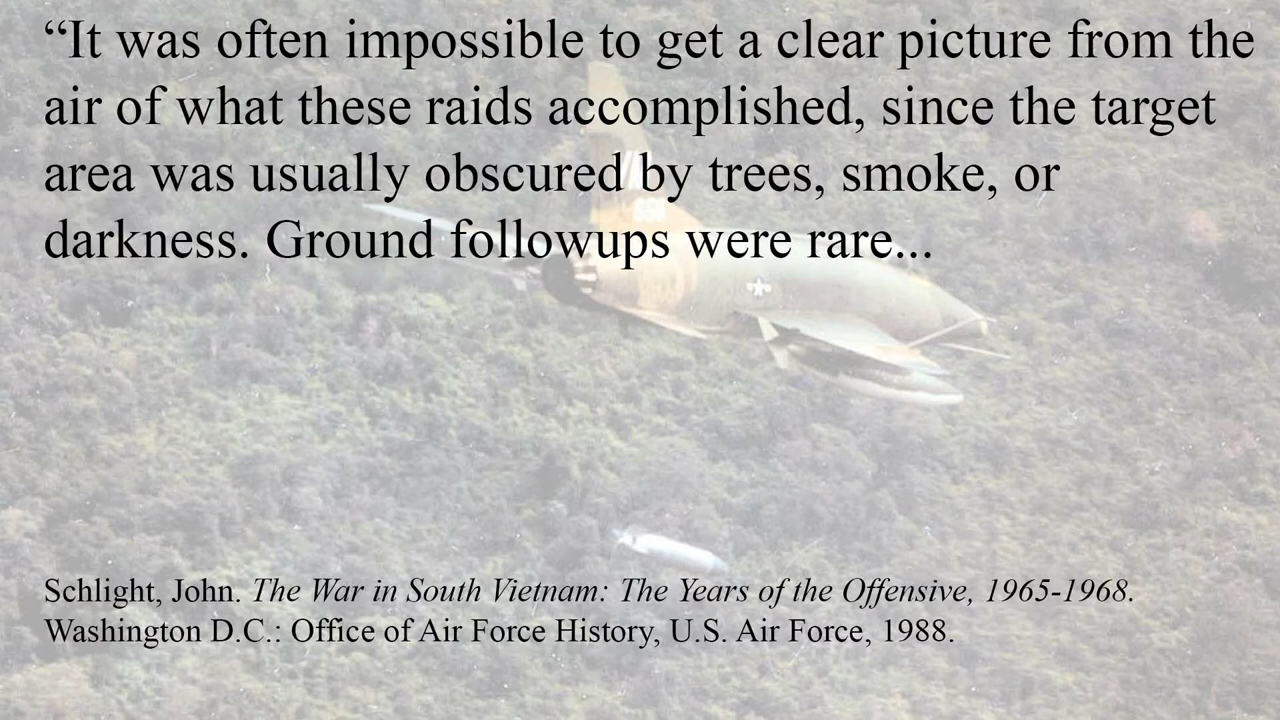 “It was often impossible to get a clear picture from the
air of what these raids accomplished, since the target
area was usually obscured by trees, smoke, or
darkness. Ground followups were rare...
Schlight, John. The War in South Vietnam: The Years of the Offensive, 1965-1968.
Washington D.C.: Office of Air Force History, U.S. Air Force, 1988.